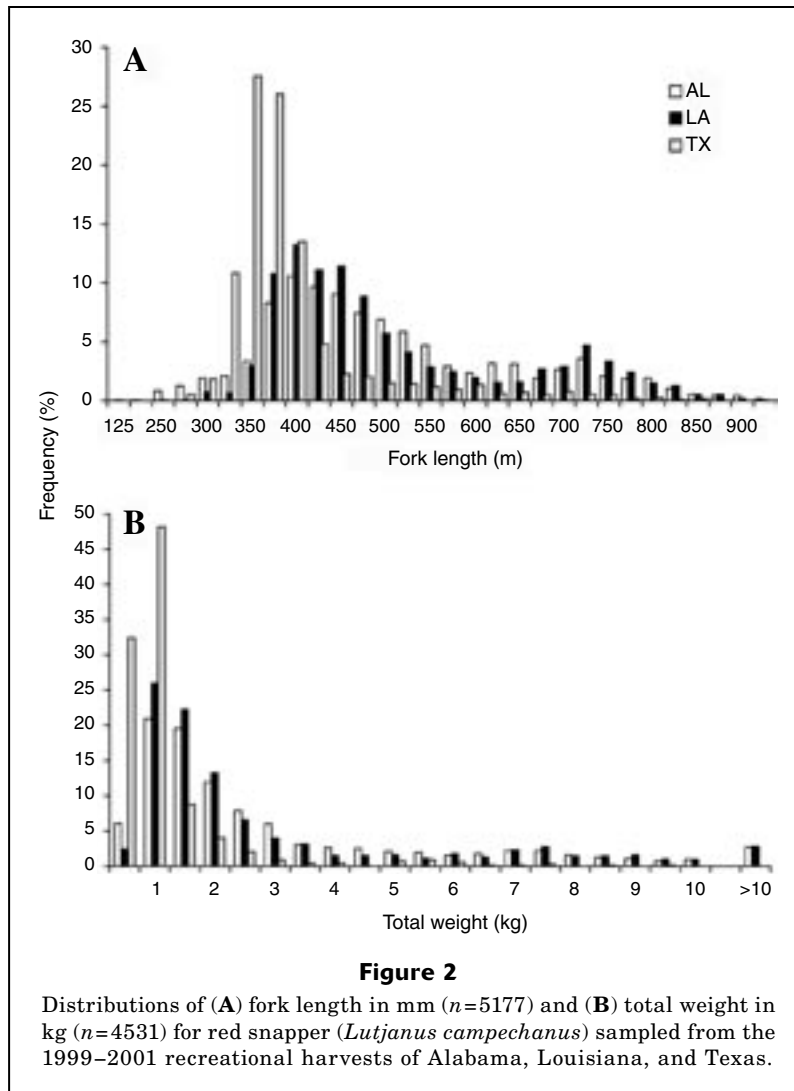 A
30
25
20
15
10
5
0
AL
LA
TX
125 250 300 350 400 450 500 550 600 650 700 750 800 850 900
Fork length (m)
Frequency (%)
B
50
45
40
35
30
25
20
15
10
5
0
1 2 3 4 5 6 7 8 9 10 >10
Total weight (kg)
Figure 2
Distributions of (A) fork length in mm (n=5177) and (B) total weight in
kg (n=4531) for red snapper (Lutjanus campechanus) sampled from the
1999–2001 recreational harvests of Alabama, Louisiana, and Texas.